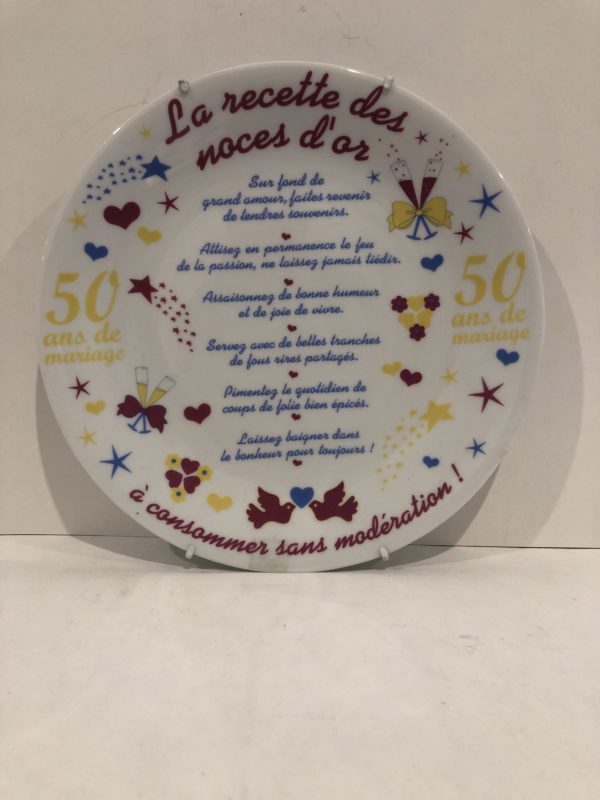 La recette des
noces d'or
Sur fond de
grand amour, faites revenir
de tendres souvenirs.
Attisez en permanence le feu
de la passion, ne laissez jamais tiédir.
Assaisonnez de bonne humeur
et de joie de vivre.
Servez avec de belles tranches
de fous rires partagés.
Pimentez le quotidien de
coups de folie bien épicés.
Laissez baigner dans
le bonheur pour toujours !
50
ans de
mariage
50
ans de
mariage
à consommer sans modération !